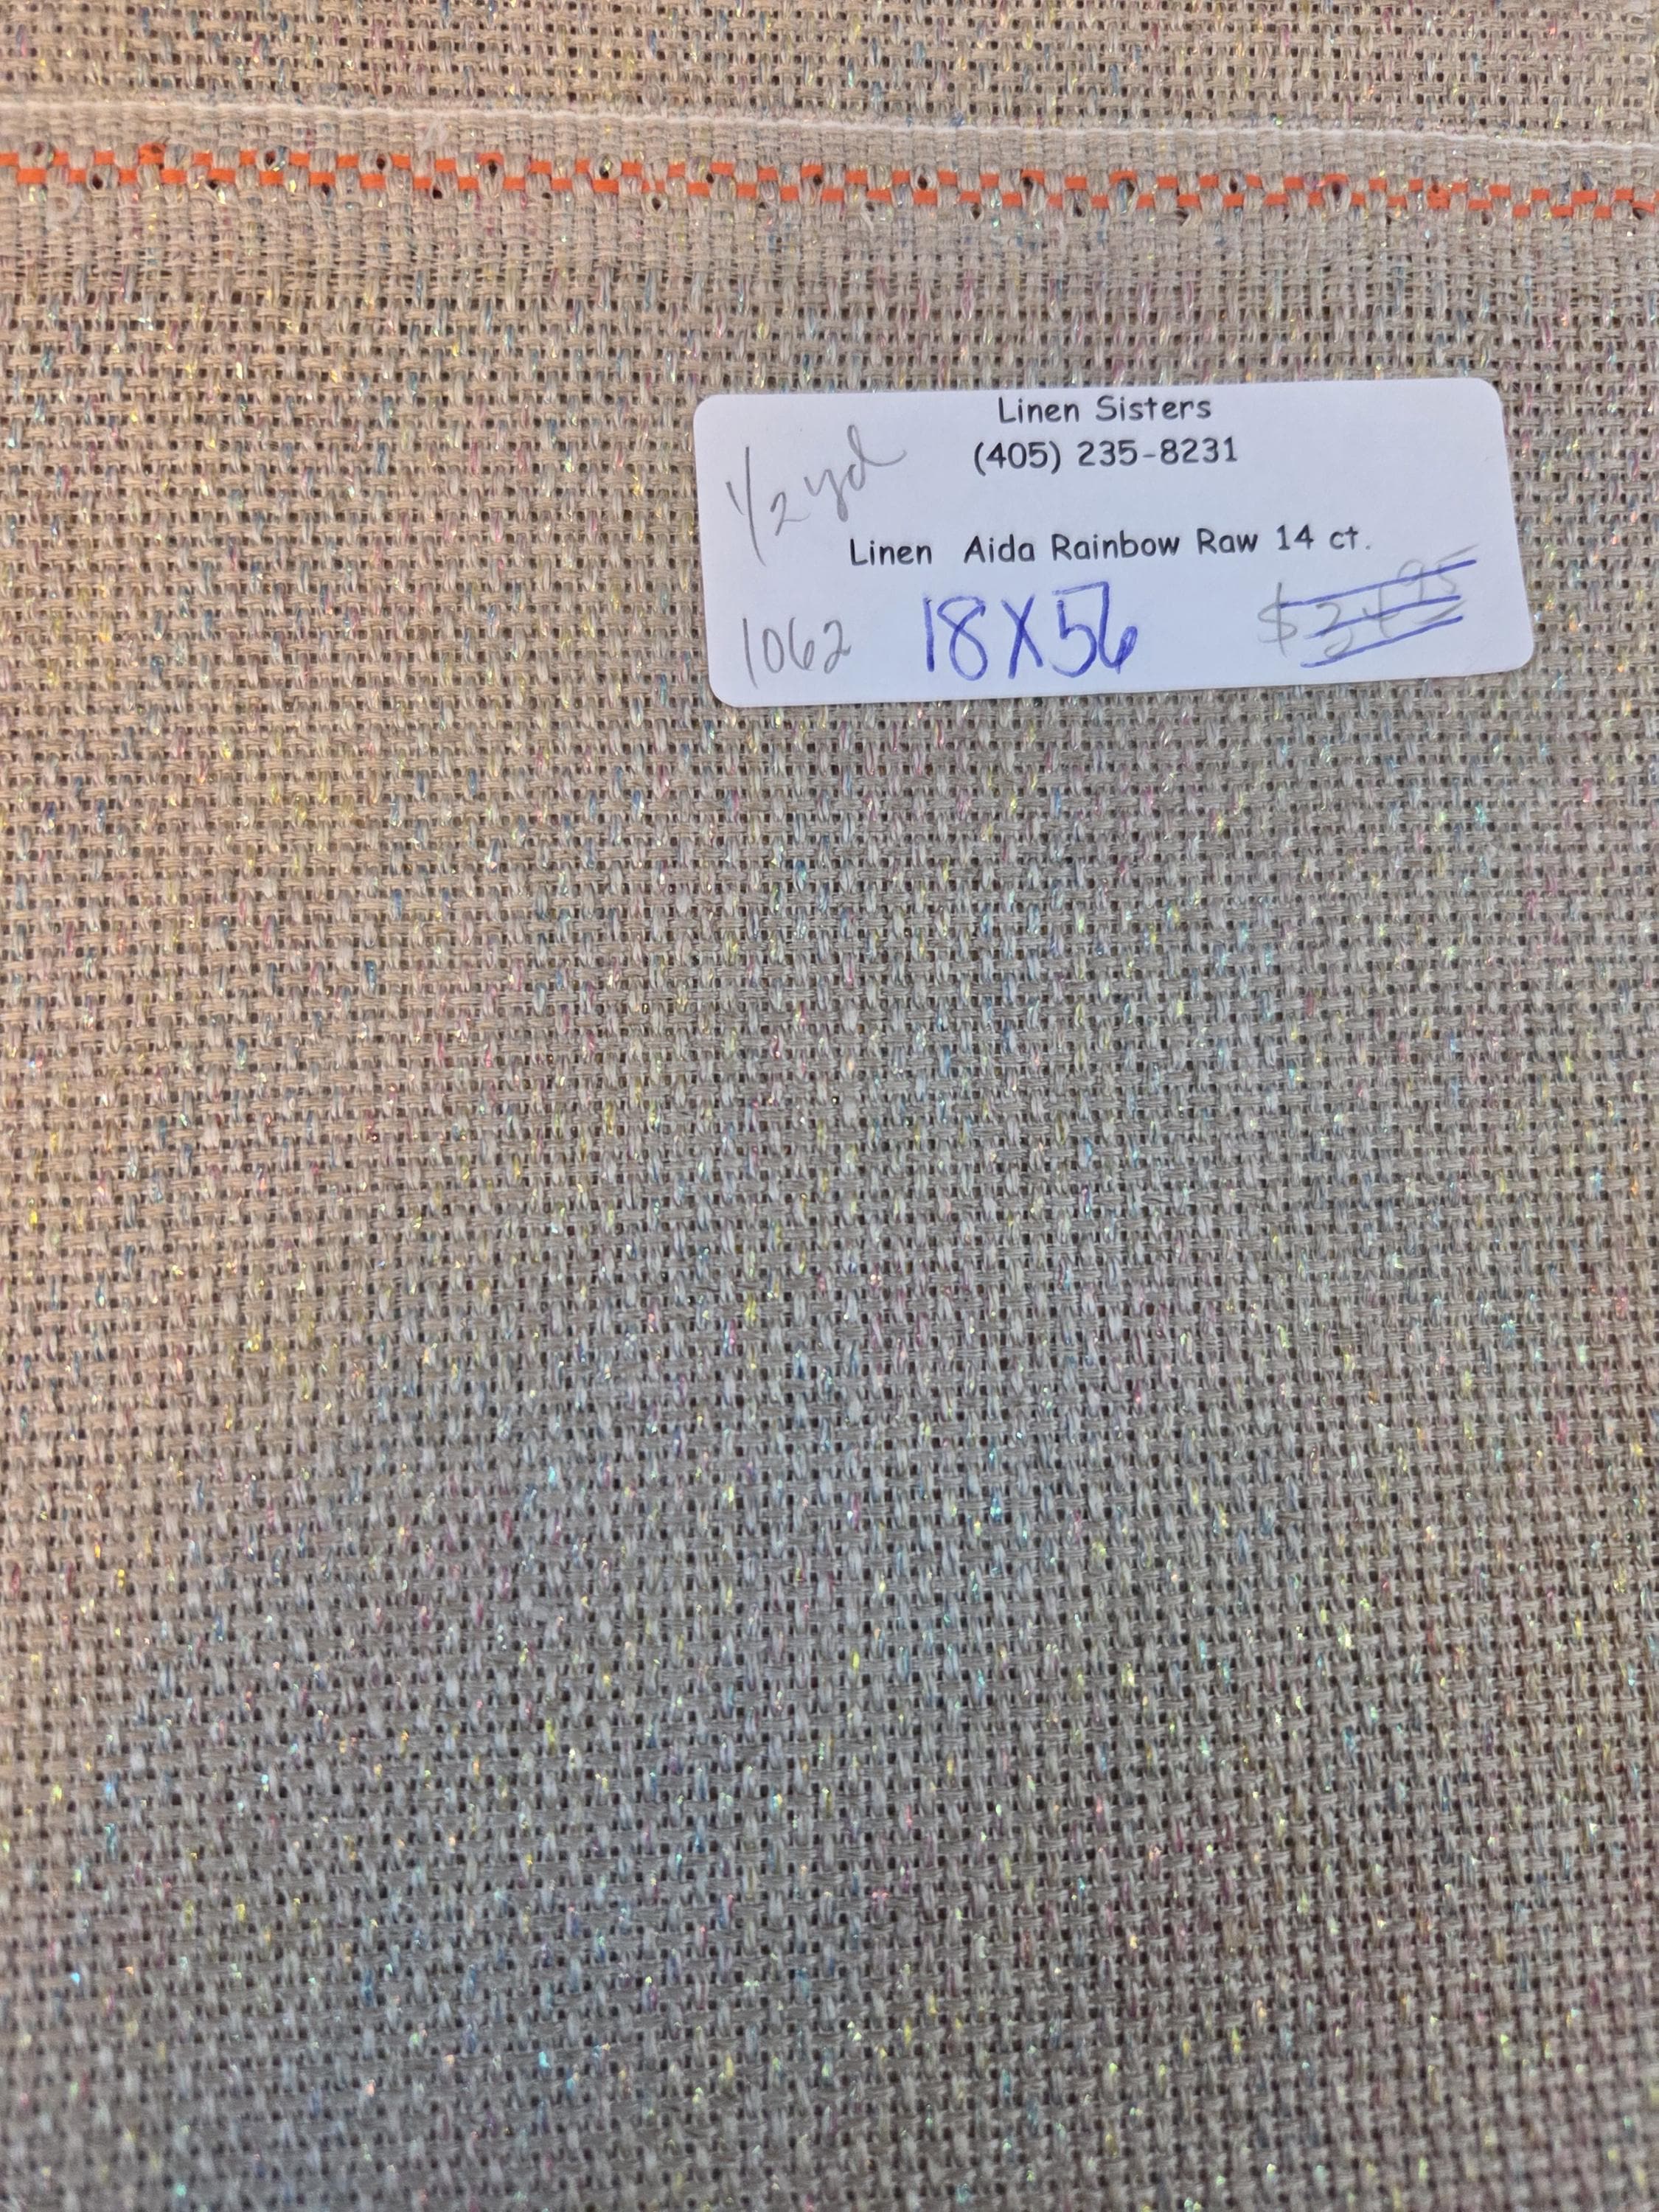 Linen Sisters
(405) 235-8231
1/2 yd
Linen Aida Rainbow Raw 14 ct.
1062 18X56